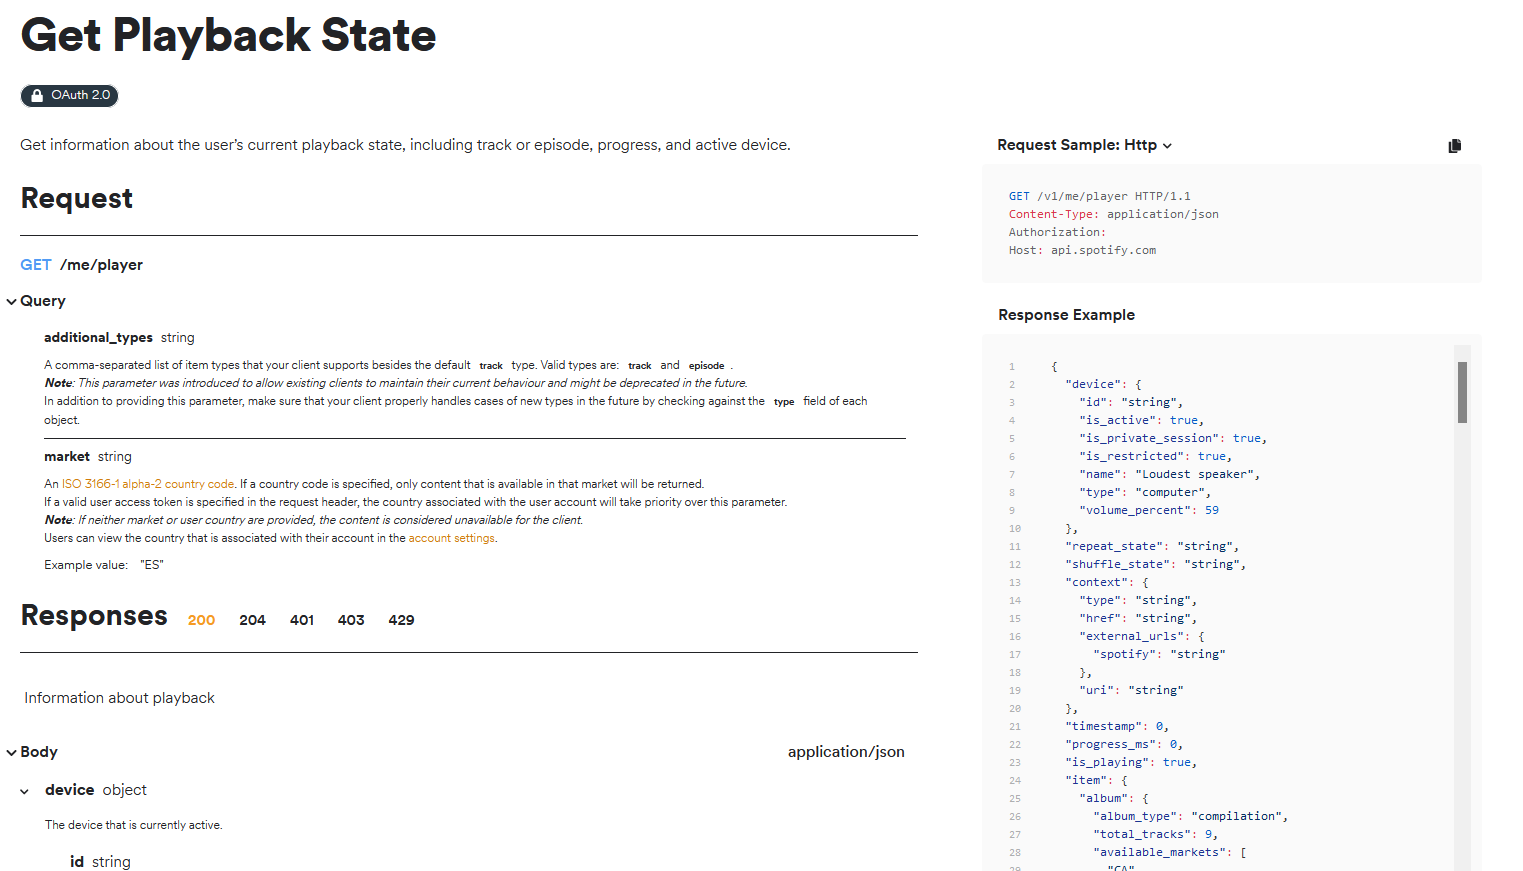 Get Playback State
OAuth 2.0
Get information about the user's current playback state, including track or episode, progress, and active device.
Request
GET /me/player
Query
additional_types string
A comma-separated list of item types that your client supports besides the default track type. Valid types are: track and episode .
Note: This parameter was introduced to allow existing clients to maintain their current behaviour and might be deprecated in the future.
In addition to providing this parameter, make sure that your client properly handles cases of new types in the future by checking against the type field of each
object.
market string
An ISO 3166-1 alpha-2 country code. If a country code is specified, only content that is available in that market will be returned.
If a valid user access token is specified in the request header, the country associated with the user account will take priority over this parameter.
Note: If neither market or user country are provided, the content is considered unavailable for the client.
Users can view the country that is associated with their account in the account settings.
Example value: "ES"
Responses 200 204 401 403 429
Information about playback
Body application/json
device object
The device that is currently active.
id string
Request Sample: Http
GET /v1/me/player HTTP/1.1
Content-Type: application/json
Authorization:
Host: api.spotify.com
Response Example
1 {
2 "device": {
3 "id": "string",
4 "is_active": true,
5 "is_private_session": true,
6 "is_restricted": true,
7 "name": "Loudest speaker",
8 "type": "computer",
9 "volume_percent": 59
10 },
11 "repeat_state": "string",
12 "shuffle_state": "string",
13 "context": {
14 "type": "string",
15 "href": "string",
16 "external_urls": {
17 "spotify": "string"
18 },
19 "uri": "string"
20 },
21 "timestamp": 0,
22 "progress_ms": 0,
23 "is_playing": true,
24 "item": {
25 "album": {
26 "album_type": "compilation",
27 "total_tracks": 9,
28 "available_markets": [
29 "CA"